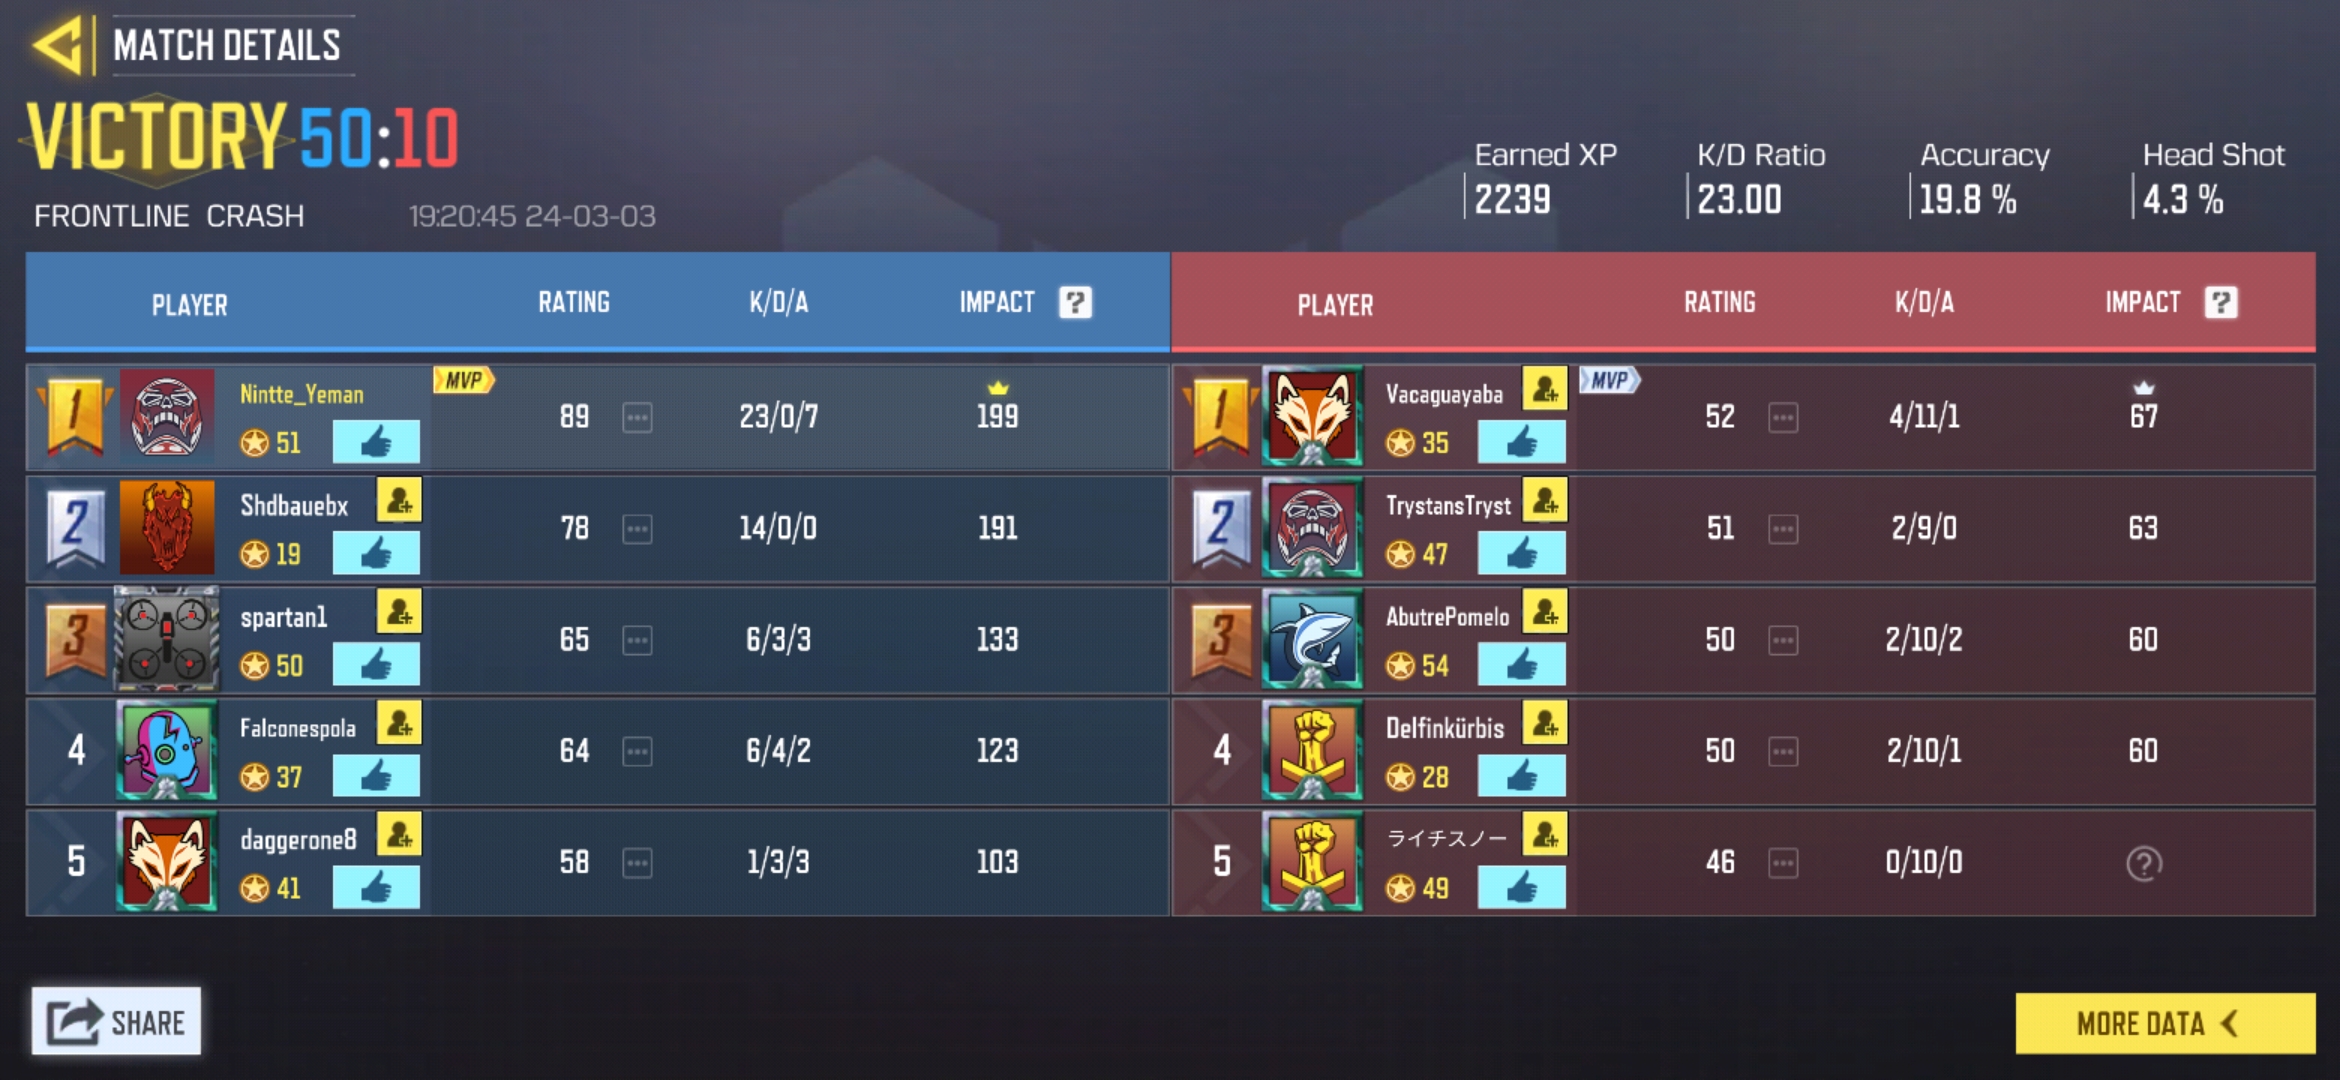 MATCH DETAILS
VICTORY 50:10
FRONTLINE CRASH 19:20:45 24-03-03
Earned XP K/D Ratio Accuracy Head Shot
2239 23.00 19.8 % 4.3 %
PLAYER RATING K/D/A IMPACT ? PLAYER RATING K/D/A IMPACT ?
1 Nintte_Yeman MVP 51 89 23/0/7 199
1 Vacaguayaba MVP 35 52 4/11/1 67
2 Shdbauebx 19 78 14/0/0 191
2 TrystansTryst 47 51 2/9/0 63
3 spartan1 50 65 6/3/3 133
3 AbutrePomelo 54 50 2/10/2 60
4 Falconespola 37 64 6/4/2 123
4 Delfinkürbis 28 50 2/10/1 60
5 daggerone8 41 58 1/3/3 103
5 ライチスノー 49 46 0/10/0 ?
SHARE
MORE DATA